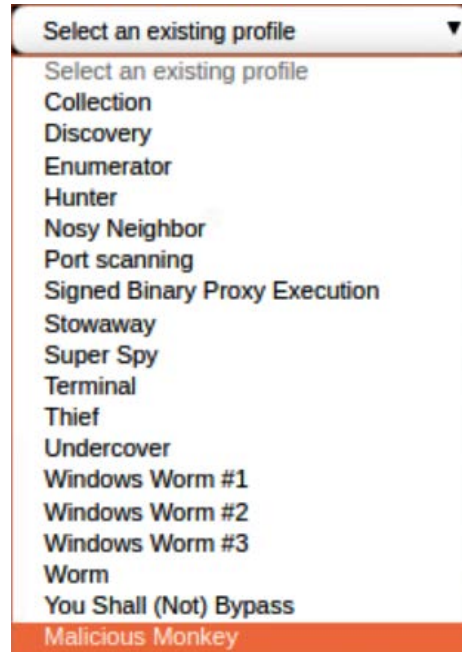 Select an existing profile
Select an existing profile
Collection
Discovery
Enumerator
Hunter
Nosy Neighbor
Port scanning
Signed Binary Proxy Execution
Stowaway
Super Spy
Terminal
Thief
Undercover
Windows Worm #1
Windows Worm #2
Windows Worm #3
Worm
You Shall (Not) Bypass
Malicious Monkey